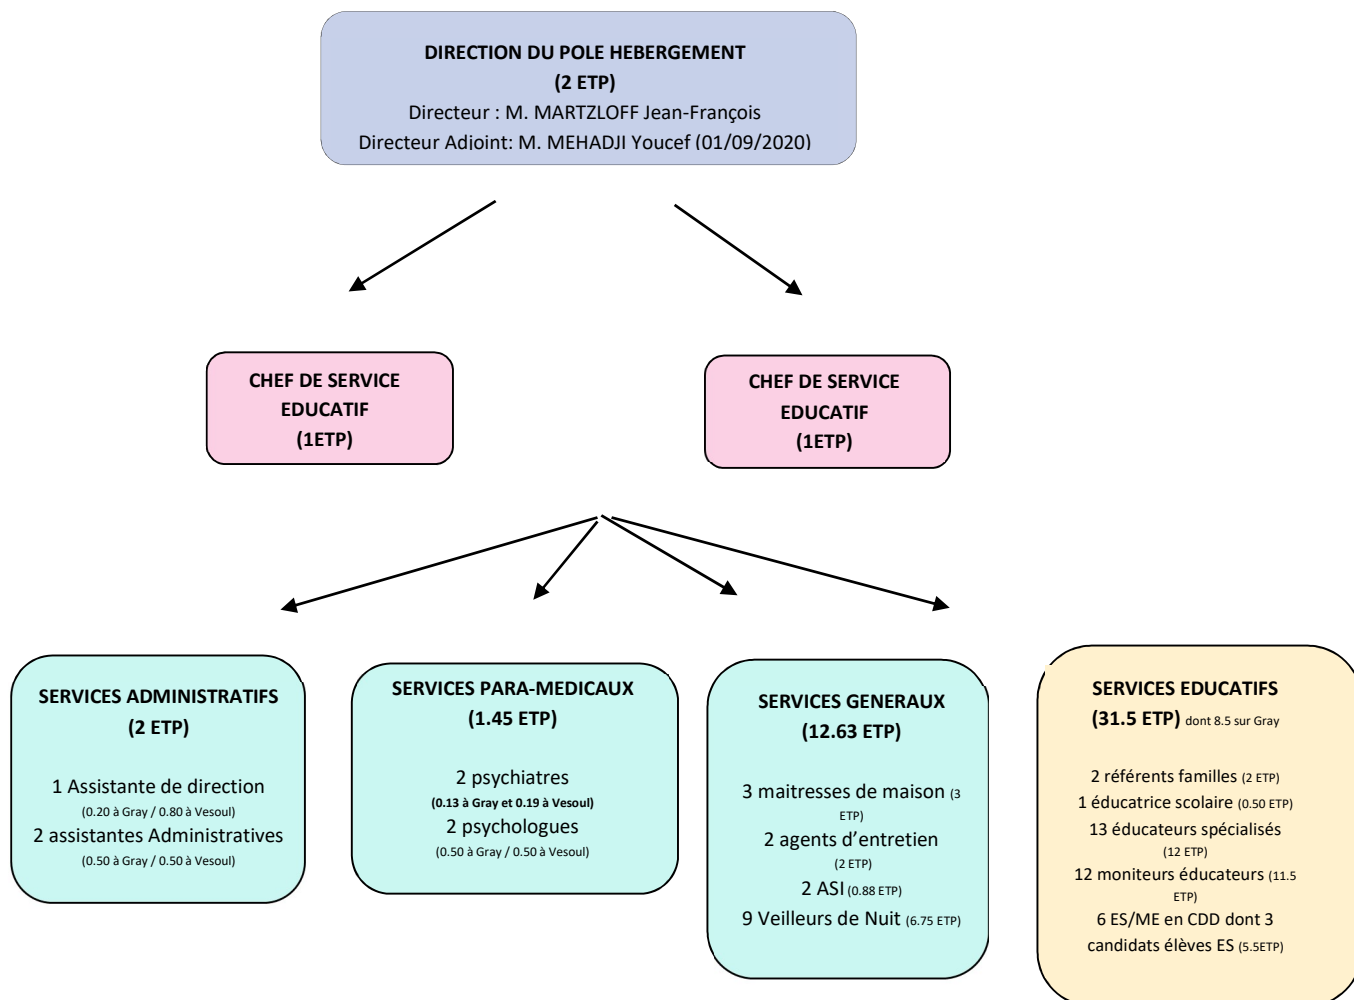 DIRECTION DU POLE HEBERGEMENT
(2 ETP)
Directeur : M. MARTZLOFF Jean-François
Directeur Adjoint: M. MEHADJI Youcef (01/09/2020)
CHEF DE SERVICE
EDUCATIF
(1ETP)
CHEF DE SERVICE
EDUCATIF
(1ETP)
SERVICES ADMINISTRATIFS
(2 ETP)
1 Assistante de direction
(0.20 à Gray / 0.80 à Vesoul)
2 assistantes Administratives
(0.50 à Gray / 0.50 à Vesoul)
SERVICES PARA-MEDICAUX
(1.45 ETP)
2 psychiatres
(0.13 à Gray et 0.19 à Vesoul)
2 psychologues
(0.50 à Gray / 0.50 à Vesoul)
SERVICES GENERAUX
(12.63 ETP)
3 maitresses de maison (3
ETP)
2 agents d'entretien
(2 ETP)
2 ASI (0.88 ETP)
9 Veilleurs de Nuit (6.75 ETP)
SERVICES EDUCATIFS
(31.5 ETP) dont 8.5 sur Gray
2 référents familles (2 ETP)
1 éducatrice scolaire (0.50 ETP)
13 éducateurs spécialisés
(12 ETP)
12 moniteurs éducateurs (11.5
ETP)
6 ES/ME en CDD dont 3
candidats élèves ES (5.5ETP)